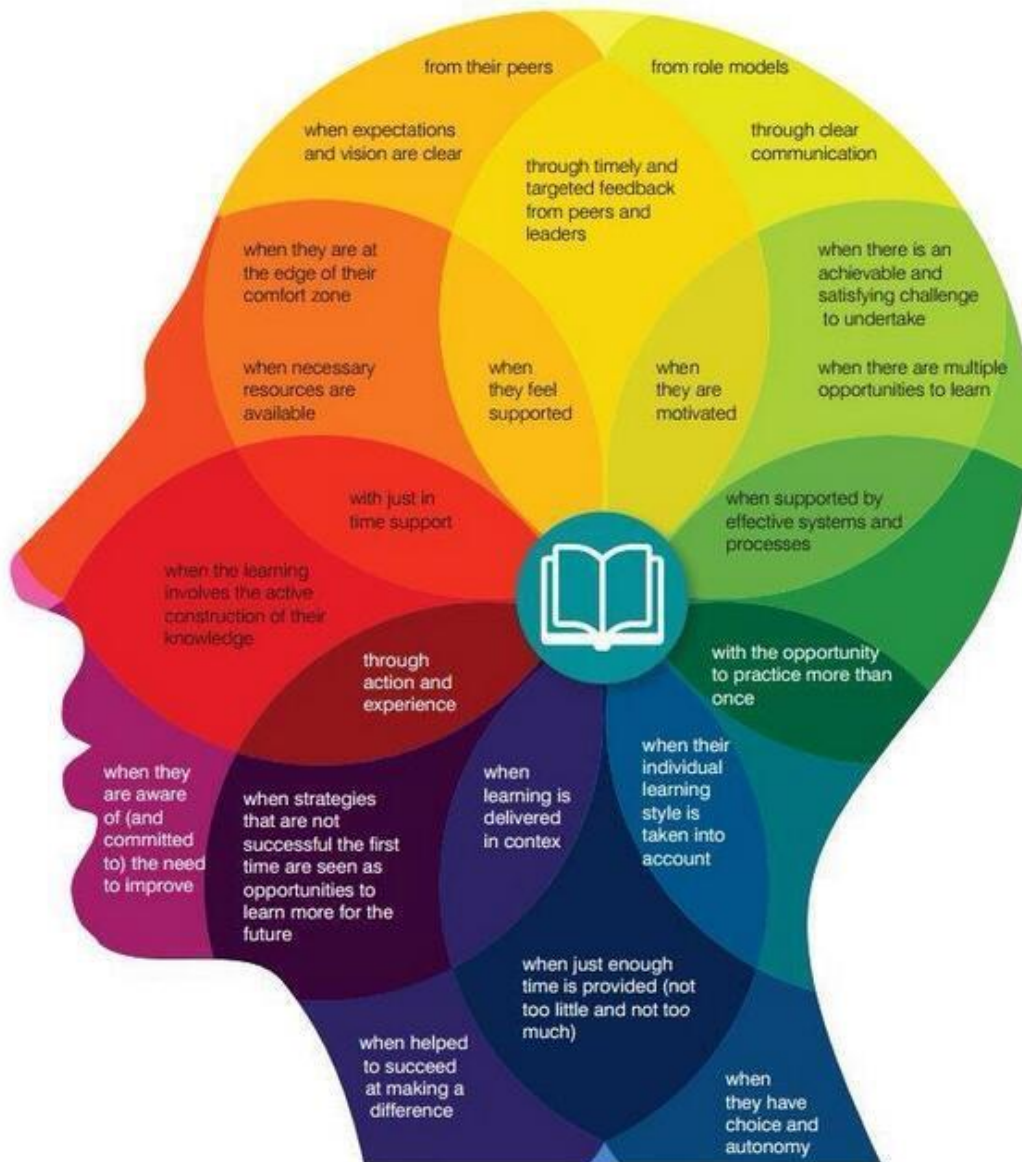 from their peers
from role models
when expectations
and vision are clear
through clear
communication
through timely and
targeted feedback
from peers and
leaders
when they are at
the edge of their
comfort zone
when there is an
achievable and
satisfying challenge
to undertake
when necessary
resources are
available
when
they feel
supported
when
they are
motivated
when there are multiple
opportunities to learn
with just in
time support
when supported by
effective systems and
processes
when the learning
involves the active
construction of their
knowledge
through
action and
experience
with the opportunity
to practice more than
once
when they
are aware
of (and
committed
to) the need
to improve
when strategies
that are not
successful the first
time are seen as
opportunities to
learn more for the
future
when
learning is
delivered
in contex
when their
individual
learning
style is
taken into
account
when just enough
time is provided (not
too little and not too
much)
when helped
to succeed
at making a
difference
when
they have
choice and
autonomy